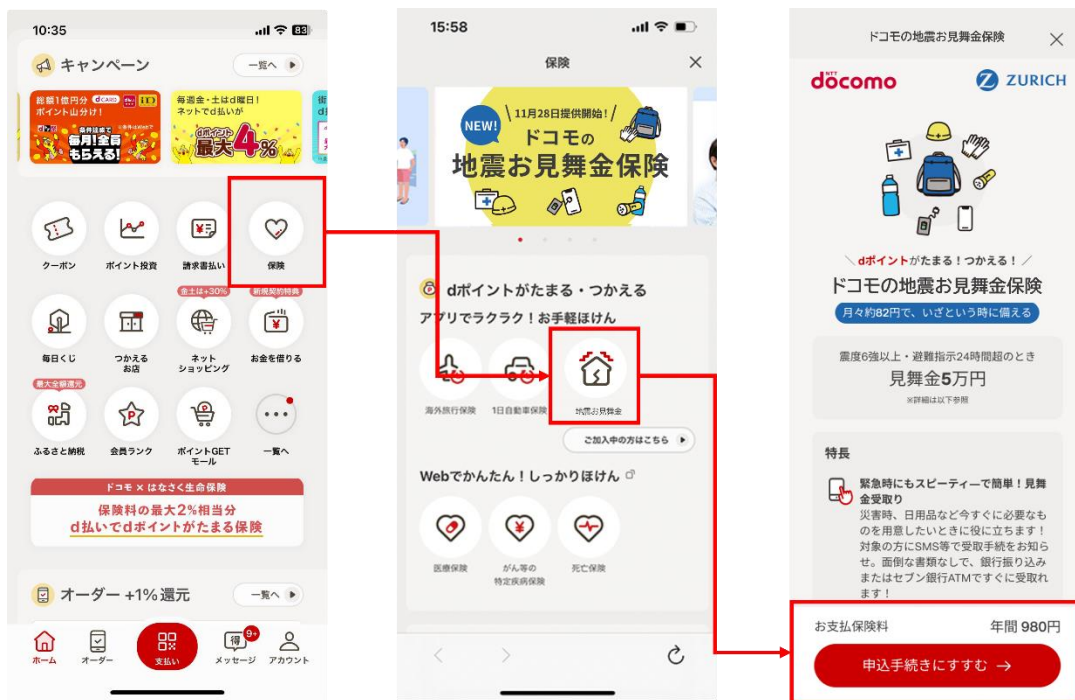 10:35
83
キャンペーン
一覧へ
総額1億円分
ポイント山分け!
d CARD
iD
条件達成で
毎月!全員
もらえる!
毎週金・土はd曜日!
ネットでd払いが
dポイント
最大4%
クーポン
ポイント投資
請求書払い
保険
金土は+30%
新規契約特典
毎日くじ
つかえる
お店
ネット
ショッピング
お金を借りる
最大全額還元
ふるさと納税
会員ランク
ポイントGET
モール
一覧へ
ドコモ × はなさく生命保険
保険料の最大2%相当分
d払いでdポイントがたまる保険
オーダー +1%還元
一覧へ
ホーム
オーダー
支払い
得
9+
メッセージ
アカウント
15:58
保険
NEW!
11月28日提供開始!
ドコモの
地震お見舞金保険
dポイントがたまる・つかえる
アプリでラクラク!お手軽ほけん
海外旅行保険
1日自動車保険
地震お見舞金
ご加入中の方はこちら
Webでかんたん!しっかりほけん
医療保険
がん等の
特定疾病保険
死亡保険
ドコモの地震お見舞金保険
NTT
docomo
ZURICH
dポイントがたまる!つかえる!
ドコモの地震お見舞金保険
月々約82円で、いざという時に備える
震度6強以上・避難指示24時間超のとき
見舞金5万円
※詳細は以下参照
特長
緊急時にもスピーティーで簡単!見舞
金受取り
災害時、日用品など今すぐに必要なも
のを用意したいときに役に立ちます!
対象の方にSMS等で受取手続をお知ら
せ。面倒な書類なしで、銀行振り込み
またはセブン銀行ATMですぐに受取れ
ます!
お支払保険料
年間 980円
申込手続きにすすむ →